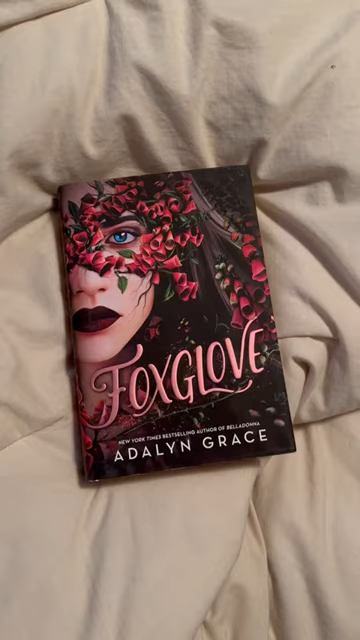 FOXGLOVE
NEW YORK TIMES BESTSELLING AUTHOR OF BELLADONNA
ADALYN GRACE